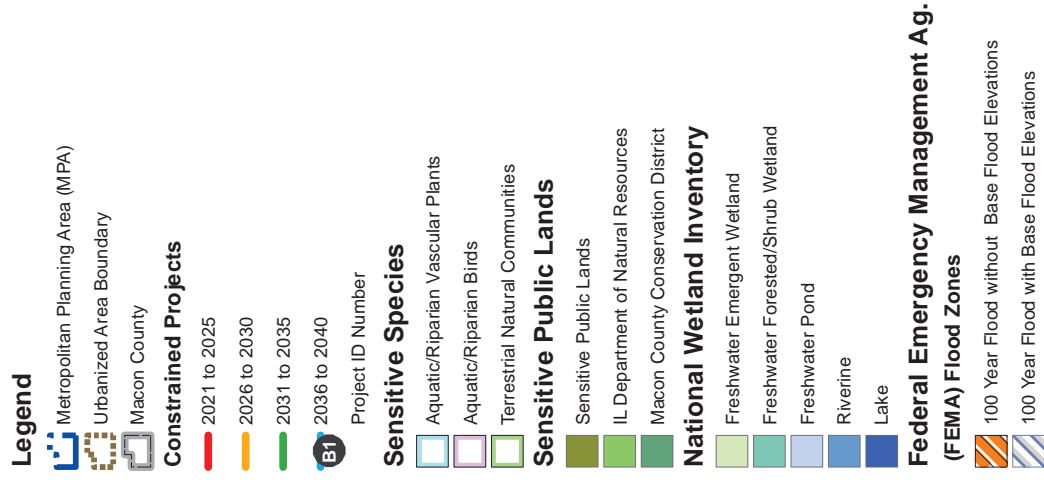 Legend
Metropolitan Planning Area (MPA)
Urbanized Area Boundary
Macon County
Constrained Projects
2021 to 2025
2026 to 2030
2031 to 2035
2036 to 2040
B1
Project ID Number
Sensitive Species
Aquatic/Riparian Vascular Plants
Aquatic/Riparian Birds
Terrestrial Natural Communities
Sensitive Public Lands
Sensitive Public Lands
IL Department of Natural Resources
Macon County Conservation District
National Wetland Inventory
Freshwater Emergent Wetland
Freshwater Forested/Shrub Wetland
Freshwater Pond
Riverine
Lake
Federal Emergency Management Ag.
(FEMA) Flood Zones
100 Year Flood without Base Flood Elevations
100 Year Flood with Base Flood Elevations